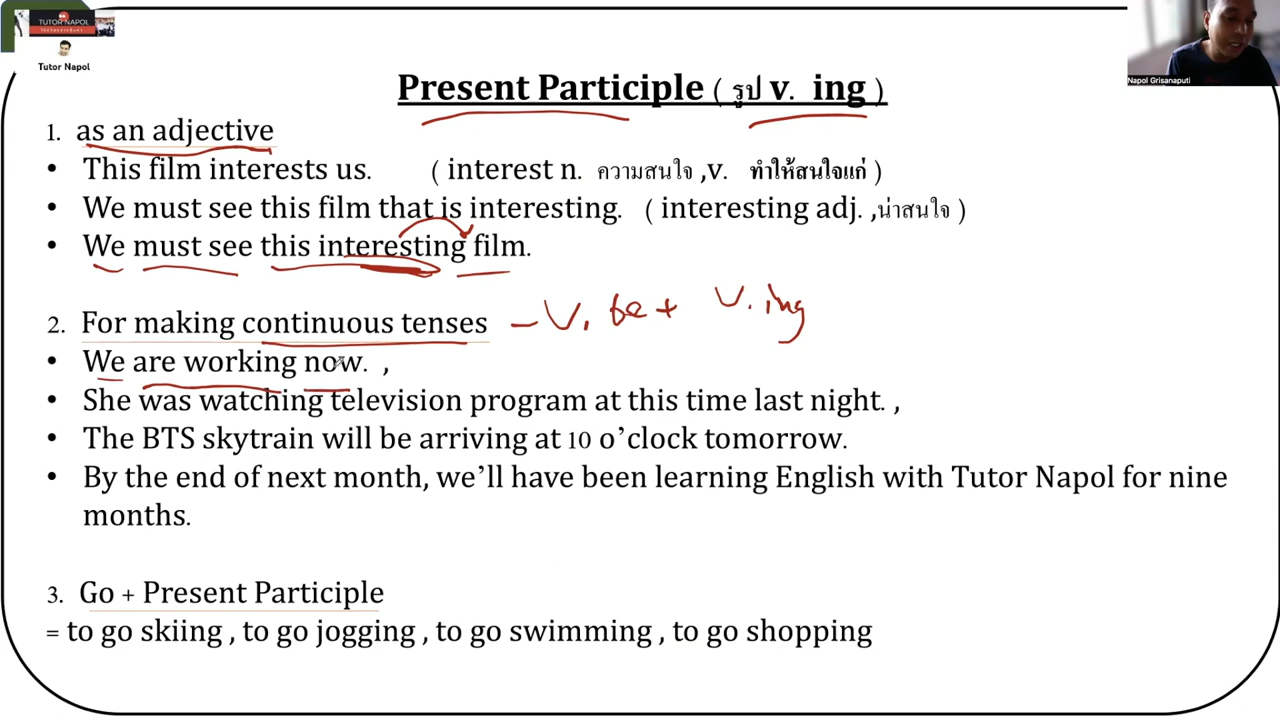 TUTOR NAPOL
Tutor Napol
Napol Grisanaputi
Present Participle ( รูป v. ing )
1. as an adjective
• This film interests us. ( interest n. ความสนใจ ,v. ทำให้สนใจแก่ )
• We must see this film that is interesting. ( interesting adj. ,น่าสนใจ )
• We must see this interesting film.
2. For making continuous tenses – V. be + V. ing
• We are working now. ,
• She was watching television program at this time last night. ,
• The BTS skytrain will be arriving at 10 o’clock tomorrow.
• By the end of next month, we’ll have been learning English with Tutor Napol for nine
months.
3. Go + Present Participle
= to go skiing , to go jogging , to go swimming , to go shopping